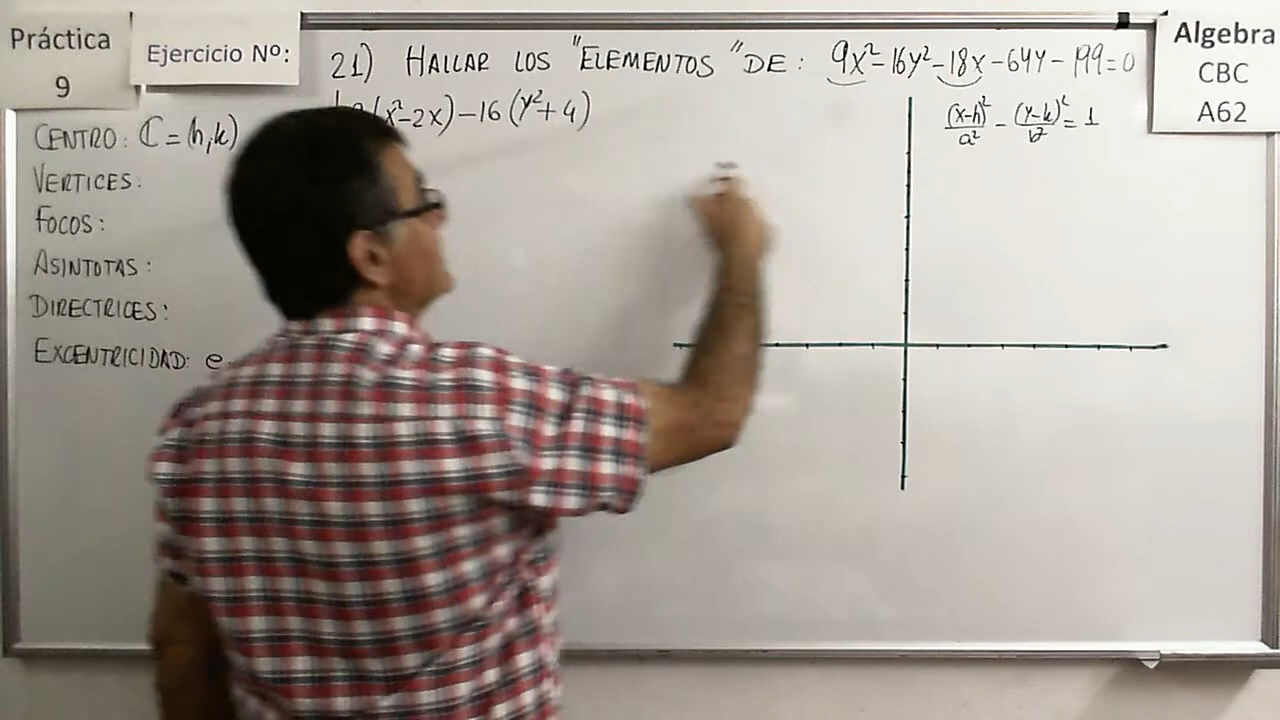 Práctica
9
Ejercicio Nº:
21) HALLAR LOS "ELEMENTOS" DE: 9x²-16y²-18x-64y-199=0
Algebra
CBC
A62
(x²-2x)-16(y²+4)
(x-h)²/a² - (y-k)²/b² = 1
CENTRO: C=(h,k)
VERTICES:
FOCOS:
ASINTOTAS:
DIRECTRICES:
EXCENTRICIDAD: e